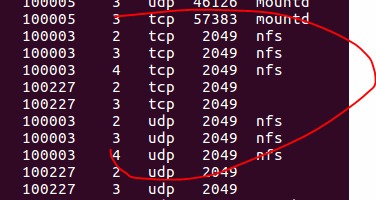 100005 3 udp 46126 mountd
100005 3 tcp 57383 mountd
100003 2 tcp 2049 nfs
100003 3 tcp 2049 nfs
100003 4 tcp 2049 nfs
100227 2 tcp 2049
100227 3 tcp 2049
100003 2 udp 2049 nfs
100003 3 udp 2049 nfs
100003 4 udp 2049 nfs
100227 2 udp 2049
100227 3 udp 2049